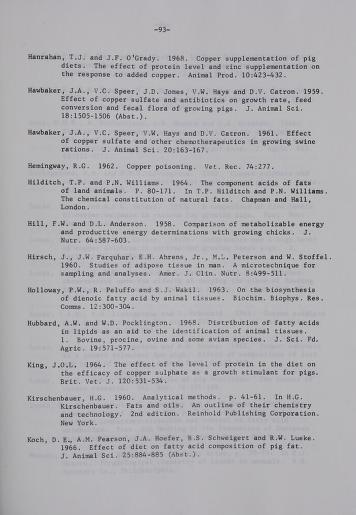 -93-
Hanrahan, T.J. and J.F. O'Grady. 1968. Copper supplementation of pig
diets. The effect of protein level and zinc supplementation on
the response to added copper. Animal Prod. 10:423-432.
Hawbaker, J.A., V.C. Speer, J.D. Jones, V.W. Hays and D.V. Catron. 1959.
Effect of copper sulfate and antibiotics on growth rate, feed
conversion and fecal flora of growing pigs. J. Animal Sci.
18:1505-1506 (Abst.).
Hawbaker, J.A., V.C. Speer, V.W. Hays and D.V. Catron. 1961. Effect
of copper sulfate and other chemotherapeutics in growing swine
rations. J. Animal Sci. 20:163-167.
Hemingway, R.G. 1962. Copper poisoning. Vet. Rec. 74:277.
Hilditch, T.P. and P.N. Williams. 1964. The component acids of fats
of land animals. P. 80-171. In T.P. Hilditch and P.N. Williams.
The chemical constitution of natural fats. Chapman and Hall,
London.
Hill, F.W. and D.L. Anderson. 1958. Comparison of metabolizable energy
and productive energy determinations with growing chicks. J.
Nutr. 64:587-603.
Hirsch, J., J.W. Farquhar, E.H. Ahrens, Jr., M.L. Peterson and W. Stoffel.
1960. Studies of adipose tissue in man. A microtechnique for
sampling and analyses. Amer. J. Clin. Nutr. 8:499-511.
Holloway, P.W., R. Peluffo and S.J. Wakil. 1963. On the biosynthesis
of dienoic fatty acid by animal tissues. Biochim. Biophys. Res.
Comms. 12:300-304.
Hubbard, A.W. and W.D. Pocklington. 1968. Distribution of fatty acids
in lipids as an aid to the identification of animal tissues.
1. Bovine, procine, ovine and some avian species. J. Sci. Fd.
Agric. 19:571-577.
King, J.O.L. 1964. The effect of the level of protein in the diet on
the efficacy of copper sulphate as a growth stimulant for pigs.
Brit. Vet. J. 120:531-534.
Kirschenbauer, H.G. 1960. Analytical methods. p. 41-61. In H.G.
Kirschenbauer. Fats and oils. An outline of their chemistry
and technology. 2nd edition. Reinhold Publishing Corporation.
New York.
Koch, D.E., A.M. Pearson, J.A. Hoefer, B.S. Schweigert and R.W. Lueke.
1966. Effect of diet on fatty acid composition of pig fat.
J. Animal Sci. 25:884-885 (Abst.).